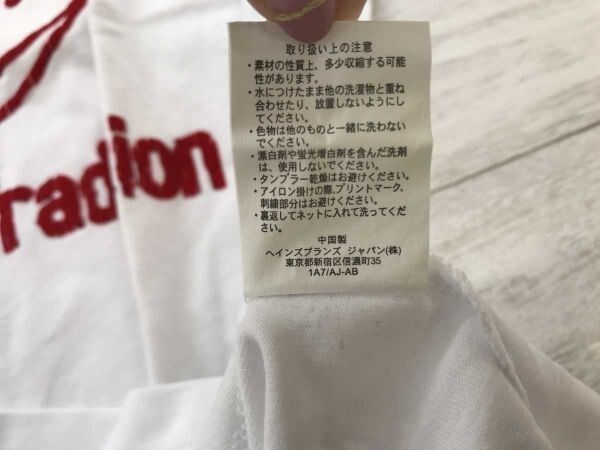 取り扱い上の注意
・素材の性質上、多少収縮する可能
性があります。
・水につけたまま他の洗濯物と重ね
合わせたり、放置しないようにし
てください。
・色物は他のものと一緒に洗わない
でください。
・漂白剤や蛍光増白剤を含んだ洗剤
は、使用しないでください。
・タンブラー乾燥はお避けください。
・アイロン掛けの際、プリントマーク、
刺繍部分はお避けください。
・裏返してネットに入れて洗ってくだ
さい。
中国製
ヘインズブランズ ジャパン(株)
東京都新宿区信濃町35
1A7/AJ-AB
radion